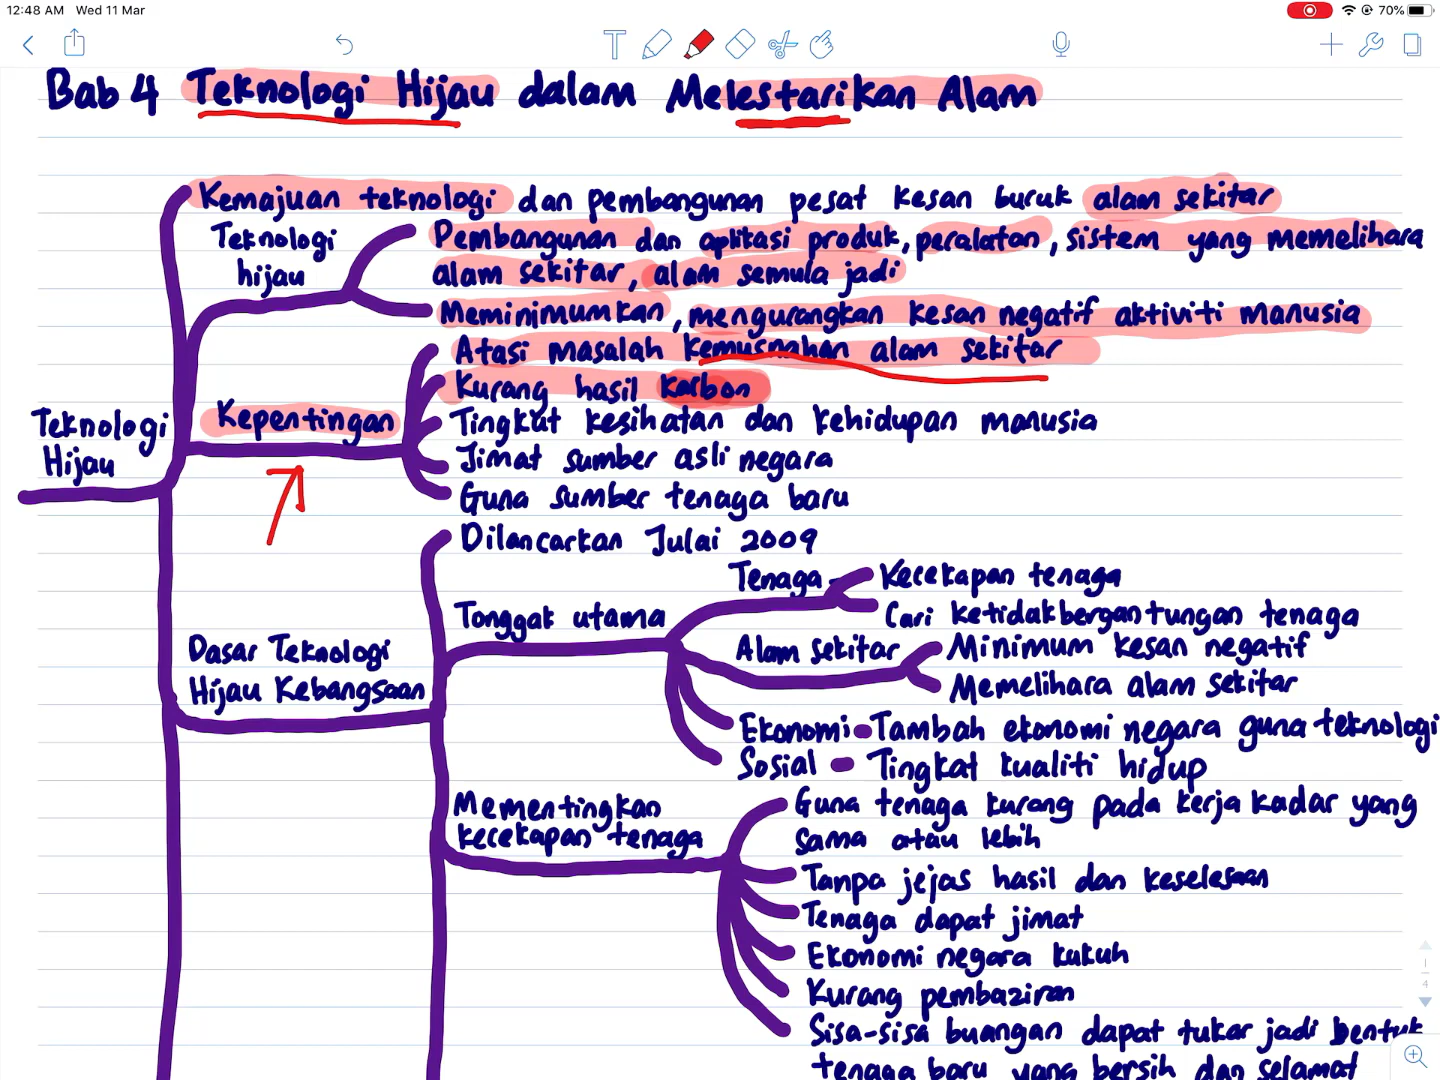 12:48 AM Wed 11 Mar
70%
Bab 4 Teknologi Hijau dalam Melestarikan Alam
Kemajuan teknologi dan pembangunan pesat kesan buruk alam sekitar
Teknologi
hijau
Pembangunan dan aplikasi produk, peralatan, sistem yang memelihara
alam sekitar, alam semula jadi
Meminimumkan, mengurangkan kesan negatif aktiviti manusia
Teknologi
Hijau
Kepentingan
Atasi masalah kemusnahan alam sekitar
Kurang hasil karbon
Tingkat kesihatan dan kehidupan manusia
Jimat sumber asli negara
Guna sumber tenaga baru
Dasar Teknologi
Hijau Kebangsaan
Dilancarkan Julai 2009
Tonggak utama
Tenaga - Kecekapan tenaga
Cari ketidakbergantungan tenaga
Alam sekitar
Minimum kesan negatif
Memelihara alam sekitar
Ekonomi - Tambah ekonomi negara guna teknologi
Sosial - Tingkat kualiti hidup
Mementingkan
kecekapan tenaga
Guna tenaga kurang pada kerja kadar yang
sama atau lebih
Tanpa jejas hasil dan keselesaan
Tenaga dapat jimat
Ekonomi negara kukuh
Kurang pembaziran
Sisa-sisa buangan dapat tukar jadi bentuk
tenaga baru yang bersih dan selamat
1
4